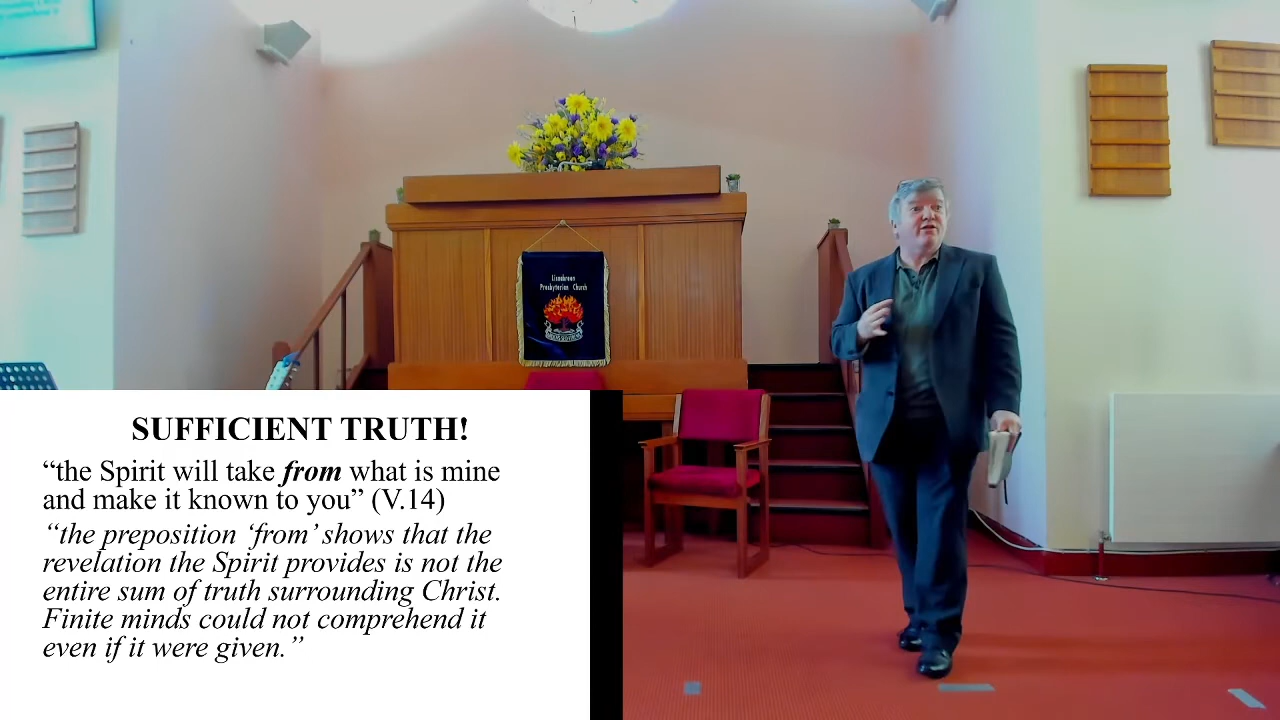 Lisnabreen
Presbyterian Church
SUFFICIENT TRUTH!
“the Spirit will take from what is mine
and make it known to you” (V.14)
“the preposition ‘from’ shows that the
revelation the Spirit provides is not the
entire sum of truth surrounding Christ.
Finite minds could not comprehend it
even if it were given.”